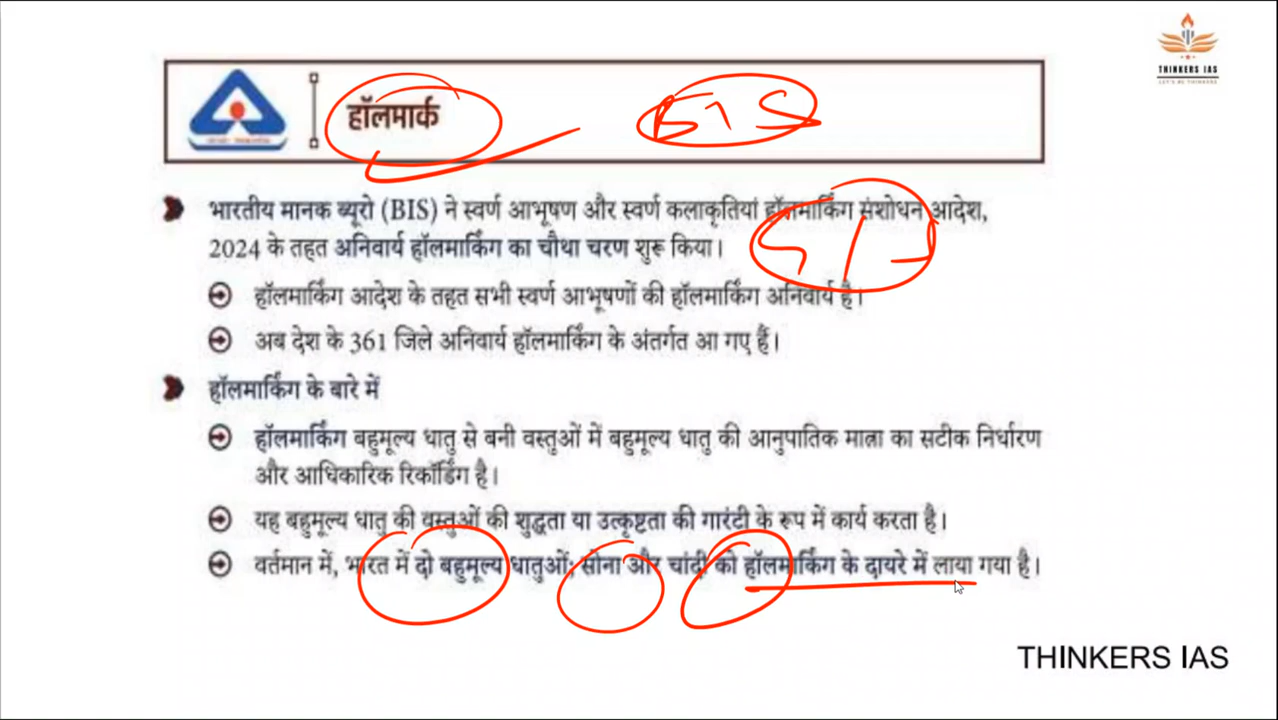 THINKERS IAS
LET'S BE THINKERS
हॉलमार्क
BIS
भारतीय मानक ब्यूरो (BIS) ने स्वर्ण आभूषण और स्वर्ण कलाकृतियां हॉलमार्किंग संशोधन आदेश,
2024 के तहत अनिवार्य हॉलमार्किंग का चौथा चरण शुरू किया।
हॉलमार्किंग आदेश के तहत सभी स्वर्ण आभूषणों की हॉलमार्किंग अनिवार्य है।
अब देश के 361 जिले अनिवार्य हॉलमार्किंग के अंतर्गत आ गए हैं।
हॉलमार्किंग के बारे में
हॉलमार्किंग बहुमूल्य धातु से बनी वस्तुओं में बहुमूल्य धातु की आनुपातिक मात्रा का सटीक निर्धारण
और आधिकारिक रिकॉर्डिंग है।
यह बहुमूल्य धातु की वस्तुओं की शुद्धता या उत्कृष्टता की गारंटी के रूप में कार्य करता है।
वर्तमान में, भारत में दो बहुमूल्य धातुओं; सोना और चांदी को हॉलमार्किंग के दायरे में लाया गया है।
THINKERS IAS